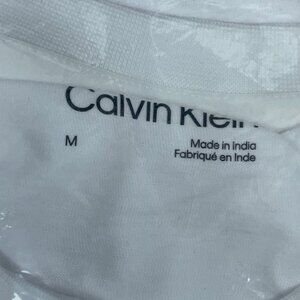 Calvin Klein
M
Made in India
Fabriqué en Inde